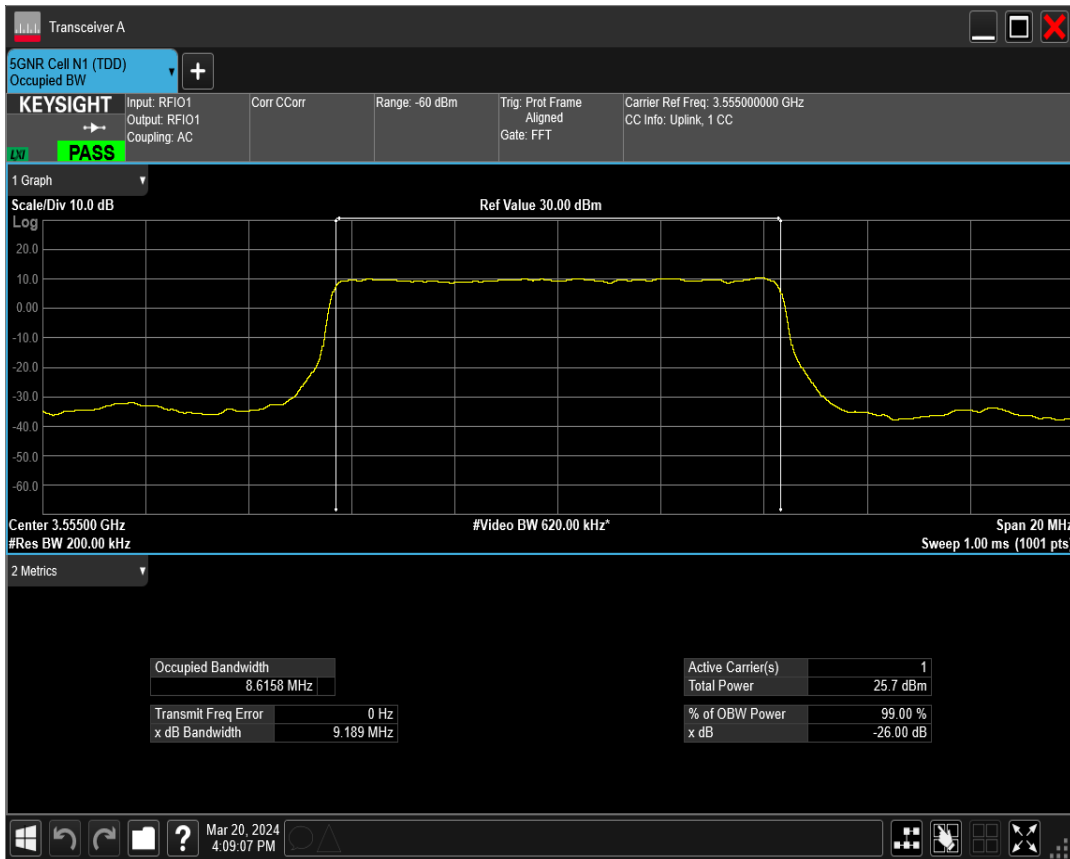 Transceiver A
5GNR Cell N1 (TDD)
Occupied BW
+
KEYSIGHT
LXI
PASS
Input: RFIO1
Output: RFIO1
Coupling: AC
Corr CCorr
Range: -60 dBm
Trig: Prot Frame
Aligned
Gate: FFT
Carrier Ref Freq: 3.555000000 GHz
CC Info: Uplink, 1 CC
1 Graph
Scale/Div 10.0 dB
Ref Value 30.00 dBm
Log
20.0
10.0
0.00
-10.0
-20.0
-30.0
-40.0
-50.0
-60.0
Center 3.55500 GHz
#Video BW 620.00 kHz*
Span 20 MHz
#Res BW 200.00 kHz
Sweep 1.00 ms (1001 pts)
2 Metrics
Occupied Bandwidth
8.6158 MHz
Transmit Freq Error 0 Hz
x dB Bandwidth 9.189 MHz
Active Carrier(s) 1
Total Power 25.7 dBm
% of OBW Power 99.00 %
x dB -26.00 dB
?
Mar 20, 2024
4:09:07 PM